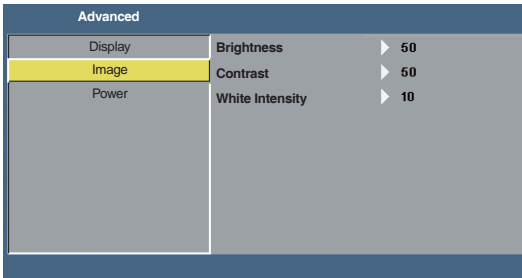 Advanced
Display
Image
Power
Brightness 50
Contrast 50
White Intensity 10